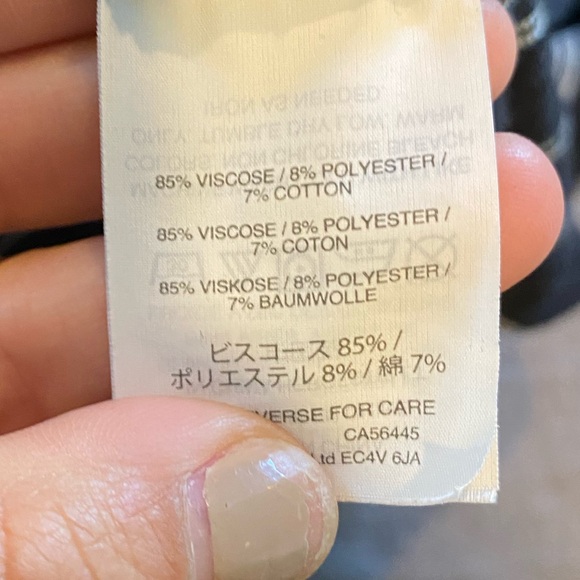 85% VISCOSE / 8% POLYESTER /
7% COTTON
85% VISCOSE / 8% POLYESTER /
7% COTON
85% VISKOSE / 8% POLYESTER /
7% BAUMWOLLE
ビスコース 85% /
ポリエステル 8% / 綿 7%
VERSE FOR CARE
CA56445
Ltd EC4V 6JA